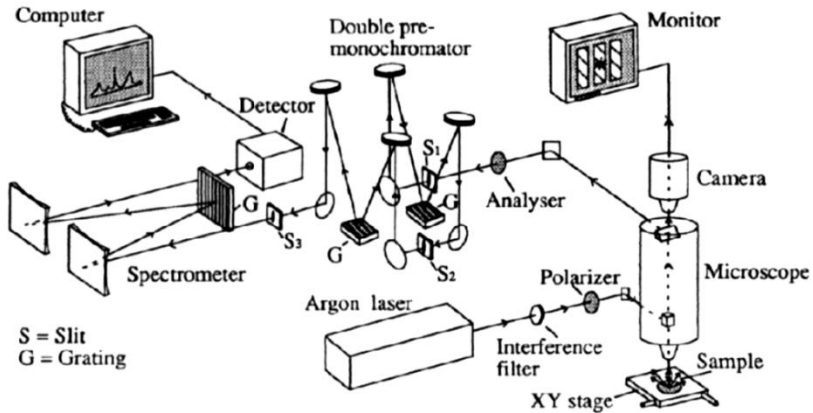 Computer
Double pre-
monochromator
Monitor
Detector
S1
Analyser
G
Camera
G
S3
G
S2
Spectrometer
Microscope
Polarizer
Argon laser
S = Slit
G = Grating
Interference
filter
Sample
XY stage